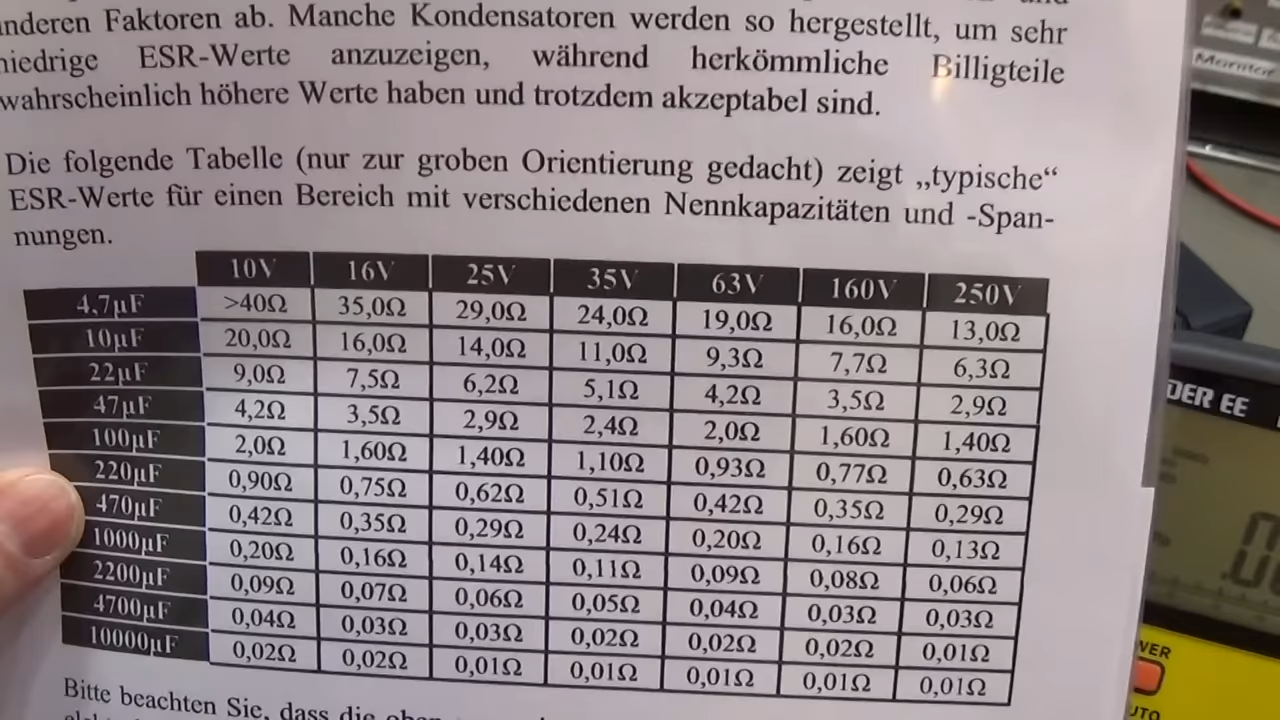 anderen Faktoren ab. Manche Kondensatoren werden so hergestellt, um sehr
niedrige ESR-Werte anzuzeigen, während herkömmliche Billigteile
wahrscheinlich höhere Werte haben und trotzdem akzeptabel sind.
Die folgende Tabelle (nur zur groben Orientierung gedacht) zeigt „typische“
ESR-Werte für einen Bereich mit verschiedenen Nennkapazitäten und -Span-
nungen.
10V 16V 25V 35V 63V 160V 250V
4,7µF >40Ω 35,0Ω 29,0Ω 24,0Ω 19,0Ω 16,0Ω 13,0Ω
10µF 20,0Ω 16,0Ω 14,0Ω 11,0Ω 9,3Ω 7,7Ω 6,3Ω
22µF 9,0Ω 7,5Ω 6,2Ω 5,1Ω 4,2Ω 3,5Ω 2,9Ω
47µF 4,2Ω 3,5Ω 2,9Ω 2,4Ω 2,0Ω 1,60Ω 1,40Ω
100µF 2,0Ω 1,60Ω 1,40Ω 1,10Ω 0,93Ω 0,77Ω 0,63Ω
220µF 0,90Ω 0,75Ω 0,62Ω 0,51Ω 0,42Ω 0,35Ω 0,29Ω
470µF 0,42Ω 0,35Ω 0,29Ω 0,24Ω 0,20Ω 0,16Ω 0,13Ω
1000µF 0,20Ω 0,16Ω 0,14Ω 0,11Ω 0,09Ω 0,08Ω 0,06Ω
2200µF 0,09Ω 0,07Ω 0,06Ω 0,05Ω 0,04Ω 0,03Ω 0,03Ω
4700µF 0,04Ω 0,03Ω 0,03Ω 0,02Ω 0,02Ω 0,02Ω 0,01Ω
10000µF 0,02Ω 0,02Ω 0,01Ω 0,01Ω 0,01Ω 0,01Ω 0,01Ω
Bitte beachten Sie, dass die
Monitor
DER EE
WER
UTO